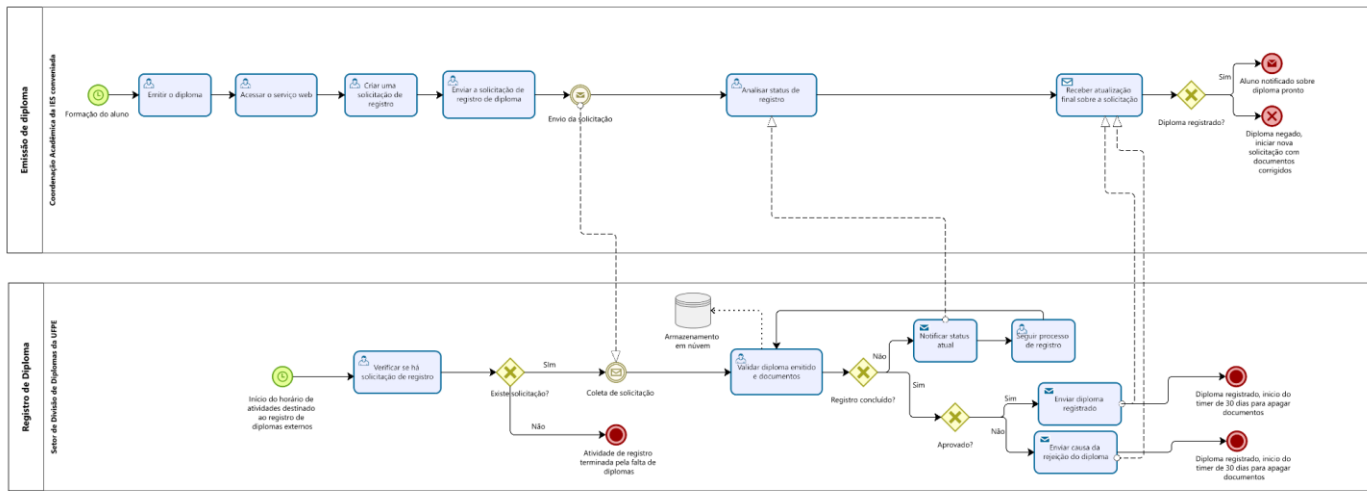 Emissão de diploma
Coordenação Acadêmica da IES conveniada
Formação do aluno
Emitir o diploma
Acessar o serviço web
Criar uma
solicitação de
registro
Enviar a solicitação de
registro de diploma
Envio da solicitação
Analisar status de
registro
Receber atualização
final sobre a solicitação
Diploma registrado?
Sim
Aluno notificado sobre
diploma pronto
Diploma negado,
iniciar nova
solicitação com
documentos
corrigidos
Registro de Diploma
Setor de Divisão de Diplomas da UFPE
Início do horário de
atividades destinado
ao registro de
diplomas externos
Verificar se há
solicitação de registro
Existe solicitação?
Sim
Não
Atividade de registro
terminada pela falta de
diplomas
Coleta de solicitação
Armazenamento
em núvem
Validar diploma emitido
e documentos
Registro concluído?
Não
Notificar status
atual
Seguir processo
de registro
Sim
Aprovado?
Sim
Enviar diploma
registrado
Não
Enviar causa da
rejeição do diploma
Diploma registrado, inicio do
timer de 30 dias para apagar
documentos
Diploma registrado, inicio do
timer de 30 dias para apagar
documentos